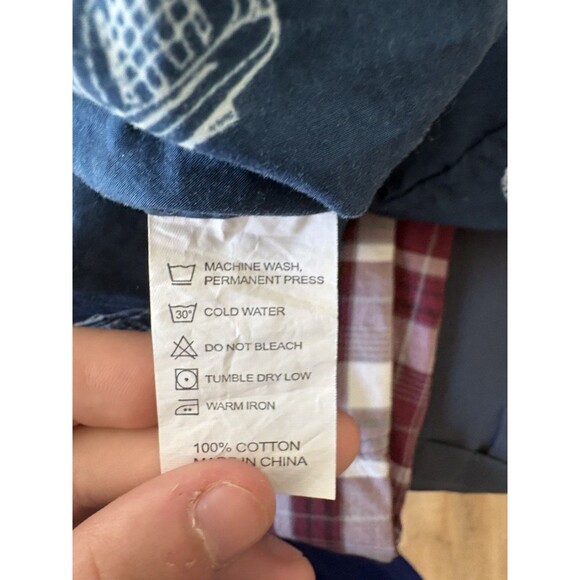 MACHINE WASH,
PERMANENT PRESS
30°
COLD WATER
DO NOT BLEACH
TUMBLE DRY LOW
WARM IRON
100% COTTON
MADE IN CHINA